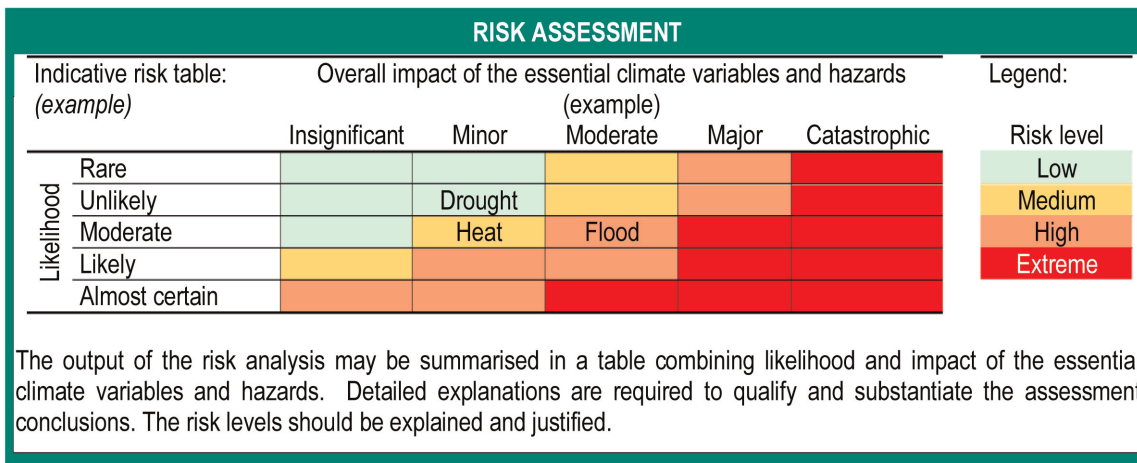 RISK ASSESSMENT
Indicative risk table:
(example)
Overall impact of the essential climate variables and hazards
(example)
Legend:
Insignificant Minor Moderate Major Catastrophic Risk level
Likelihood
Rare Low
Unlikely Drought Medium
Moderate Heat Flood High
Likely Extreme
Almost certain
The output of the risk analysis may be summarised in a table combining likelihood and impact of the essential
climate variables and hazards. Detailed explanations are required to qualify and substantiate the assessment
conclusions. The risk levels should be explained and justified.